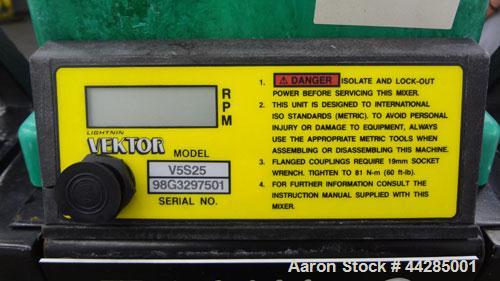 RPM
LIGHTNIN
VEKTOR
MODEL
V5S25
98G3297501
SERIAL NO.
1. ⚠ DANGER ISOLATE AND LOCK-OUT
POWER BEFORE SERVICING THIS MIXER.
2. THIS UNIT IS DESIGNED TO INTERNATIONAL
ISO STANDARDS (METRIC). TO AVOID PERSONAL
INJURY OR DAMAGE TO EQUIPMENT, ALWAYS
USE THE APPROPRIATE METRIC TOOLS WHEN
ASSEMBLING OR DISASSEMBLING THIS MACHINE.
3. FLANGED COUPLINGS REQUIRE 19mm SOCKET
WRENCH. TIGHTEN TO 81 N-m (60 ft-lb).
4. FOR FURTHER INFORMATION CONSULT THE
INSTRUCTION MANUAL SUPPLIED WITH THIS
MIXER.
Aaron Stock # 44285001